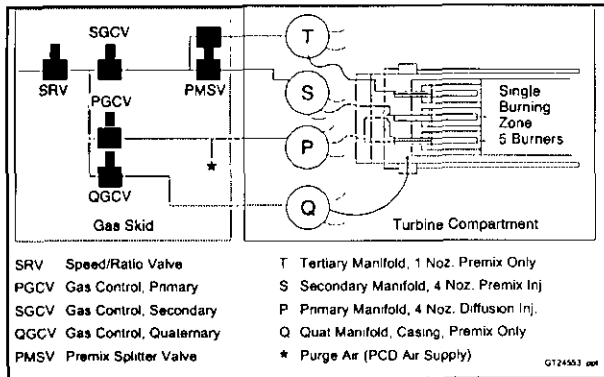 SGCV
SRV
PGCV
PMSV
QGCV
Gas Skid
T
S
P
Q
Single
Burning
Zone
5 Burners
Turbine Compartment
SRV Speed/Ratio Valve
PGCV Gas Control, Primary
SGCV Gas Control, Secondary
QGCV Gas Control, Quaternary
PMSV Premix Splitter Valve
T Tertiary Manifold, 1 Noz. Premix Only
S Secondary Manifold, 4 Noz. Premix Inj
P Primary Manifold, 4 Noz. Diffusion Inj.
Q Quat Manifold, Casing, Premix Only
* Purge Air (PCD Air Supply)
GT24553 .ppt